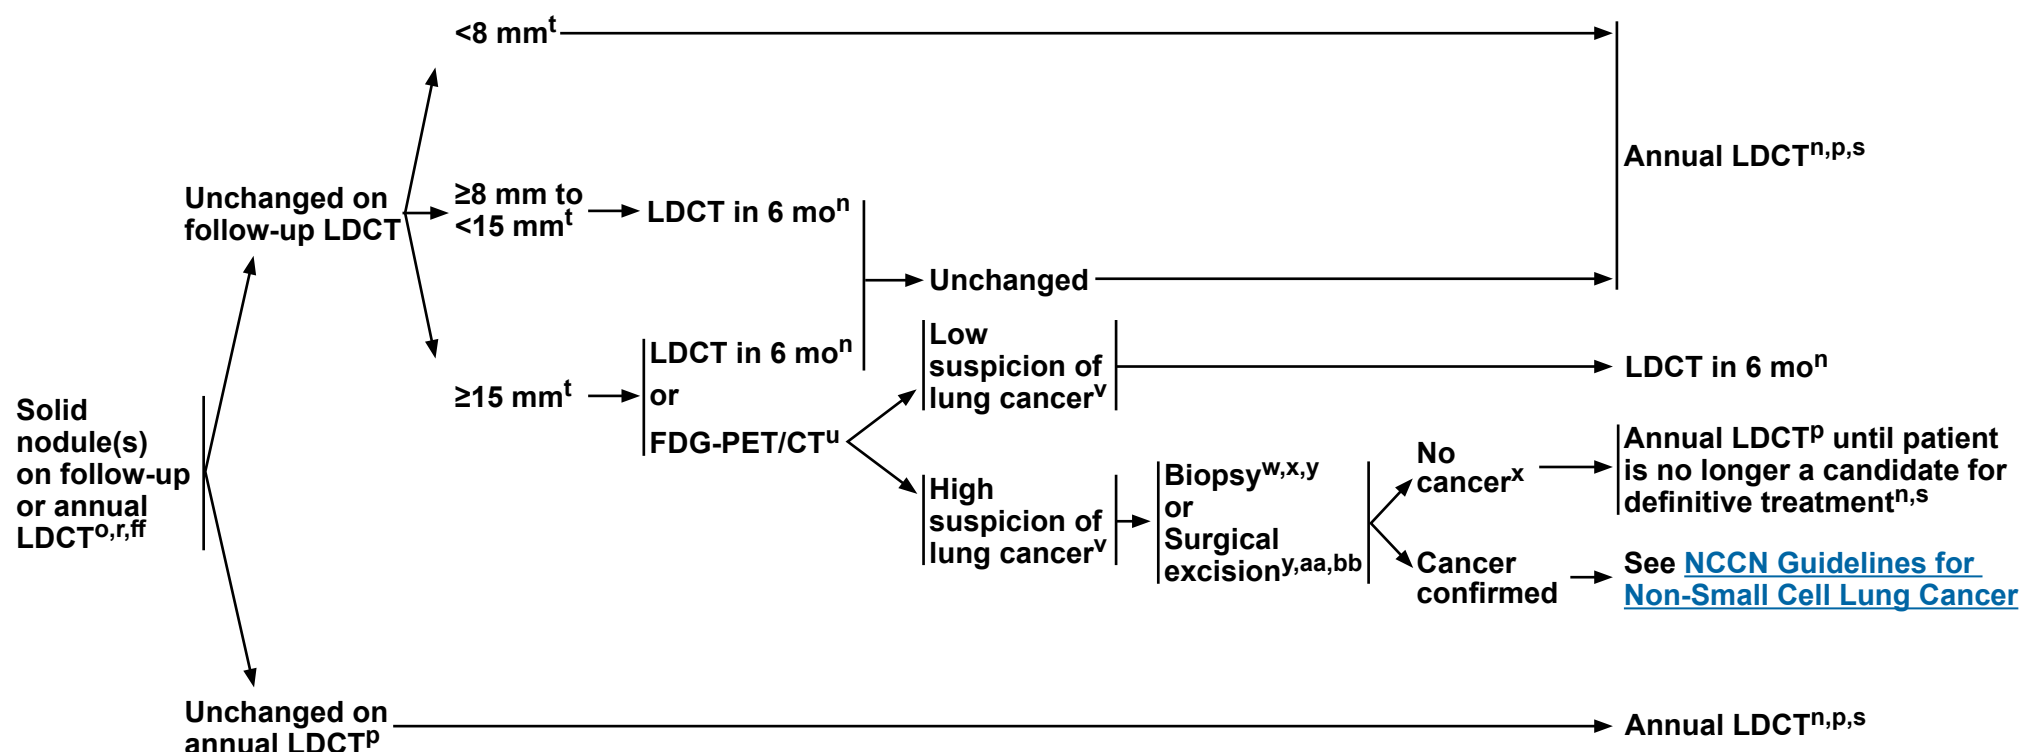 <8 mmt
Annual LDCTn,p,s
Unchanged on
follow-up LDCT
≥8 mm to
<15 mmt
LDCT in 6 mon
Unchanged
Low
suspicion of
lung cancerv
LDCT in 6 mon
LDCT in 6 mon
or
FDG-PET/CTu
≥15 mmt
Solid
nodule(s)
on follow-up
or annual
LDCTo,r,ff
High
suspicion of
lung cancerv
Biopsyw,x,y
or
Surgical
excisiony,aa,bb
No
cancerx
Annual LDCTp until patient
is no longer a candidate for
definitive treatmentn,s
Cancer
confirmed
See NCCN Guidelines for
Non-Small Cell Lung Cancer
Unchanged on
annual LDCTp
Annual LDCTn,p,s